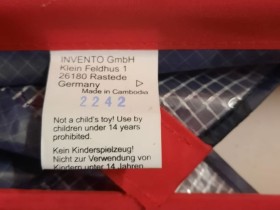 INVENTO GmbH
Klein Feldhus 1
26180 Rastede
Germany
Made in Cambodia
2242
Not a child's toy! Use by
children under 14 years
prohibited.
Kein Kinderspielzeug!
Nicht zur Verwendung von
Kindern unter 14 Jahren